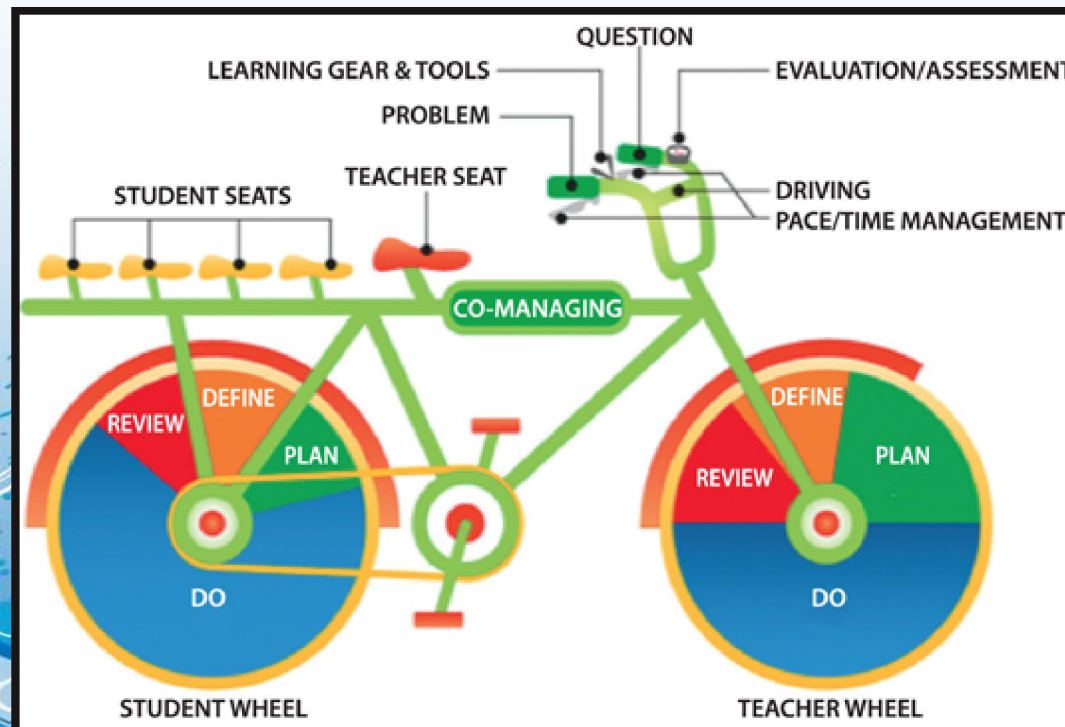 QUESTION
LEARNING GEAR & TOOLS
EVALUATION/ASSESSMENT
PROBLEM
TEACHER SEAT
STUDENT SEATS
DRIVING
PACE/TIME MANAGEMENT
CO-MANAGING
REVIEW
DEFINE
PLAN
DO
DEFINE
REVIEW
PLAN
DO
STUDENT WHEEL
TEACHER WHEEL